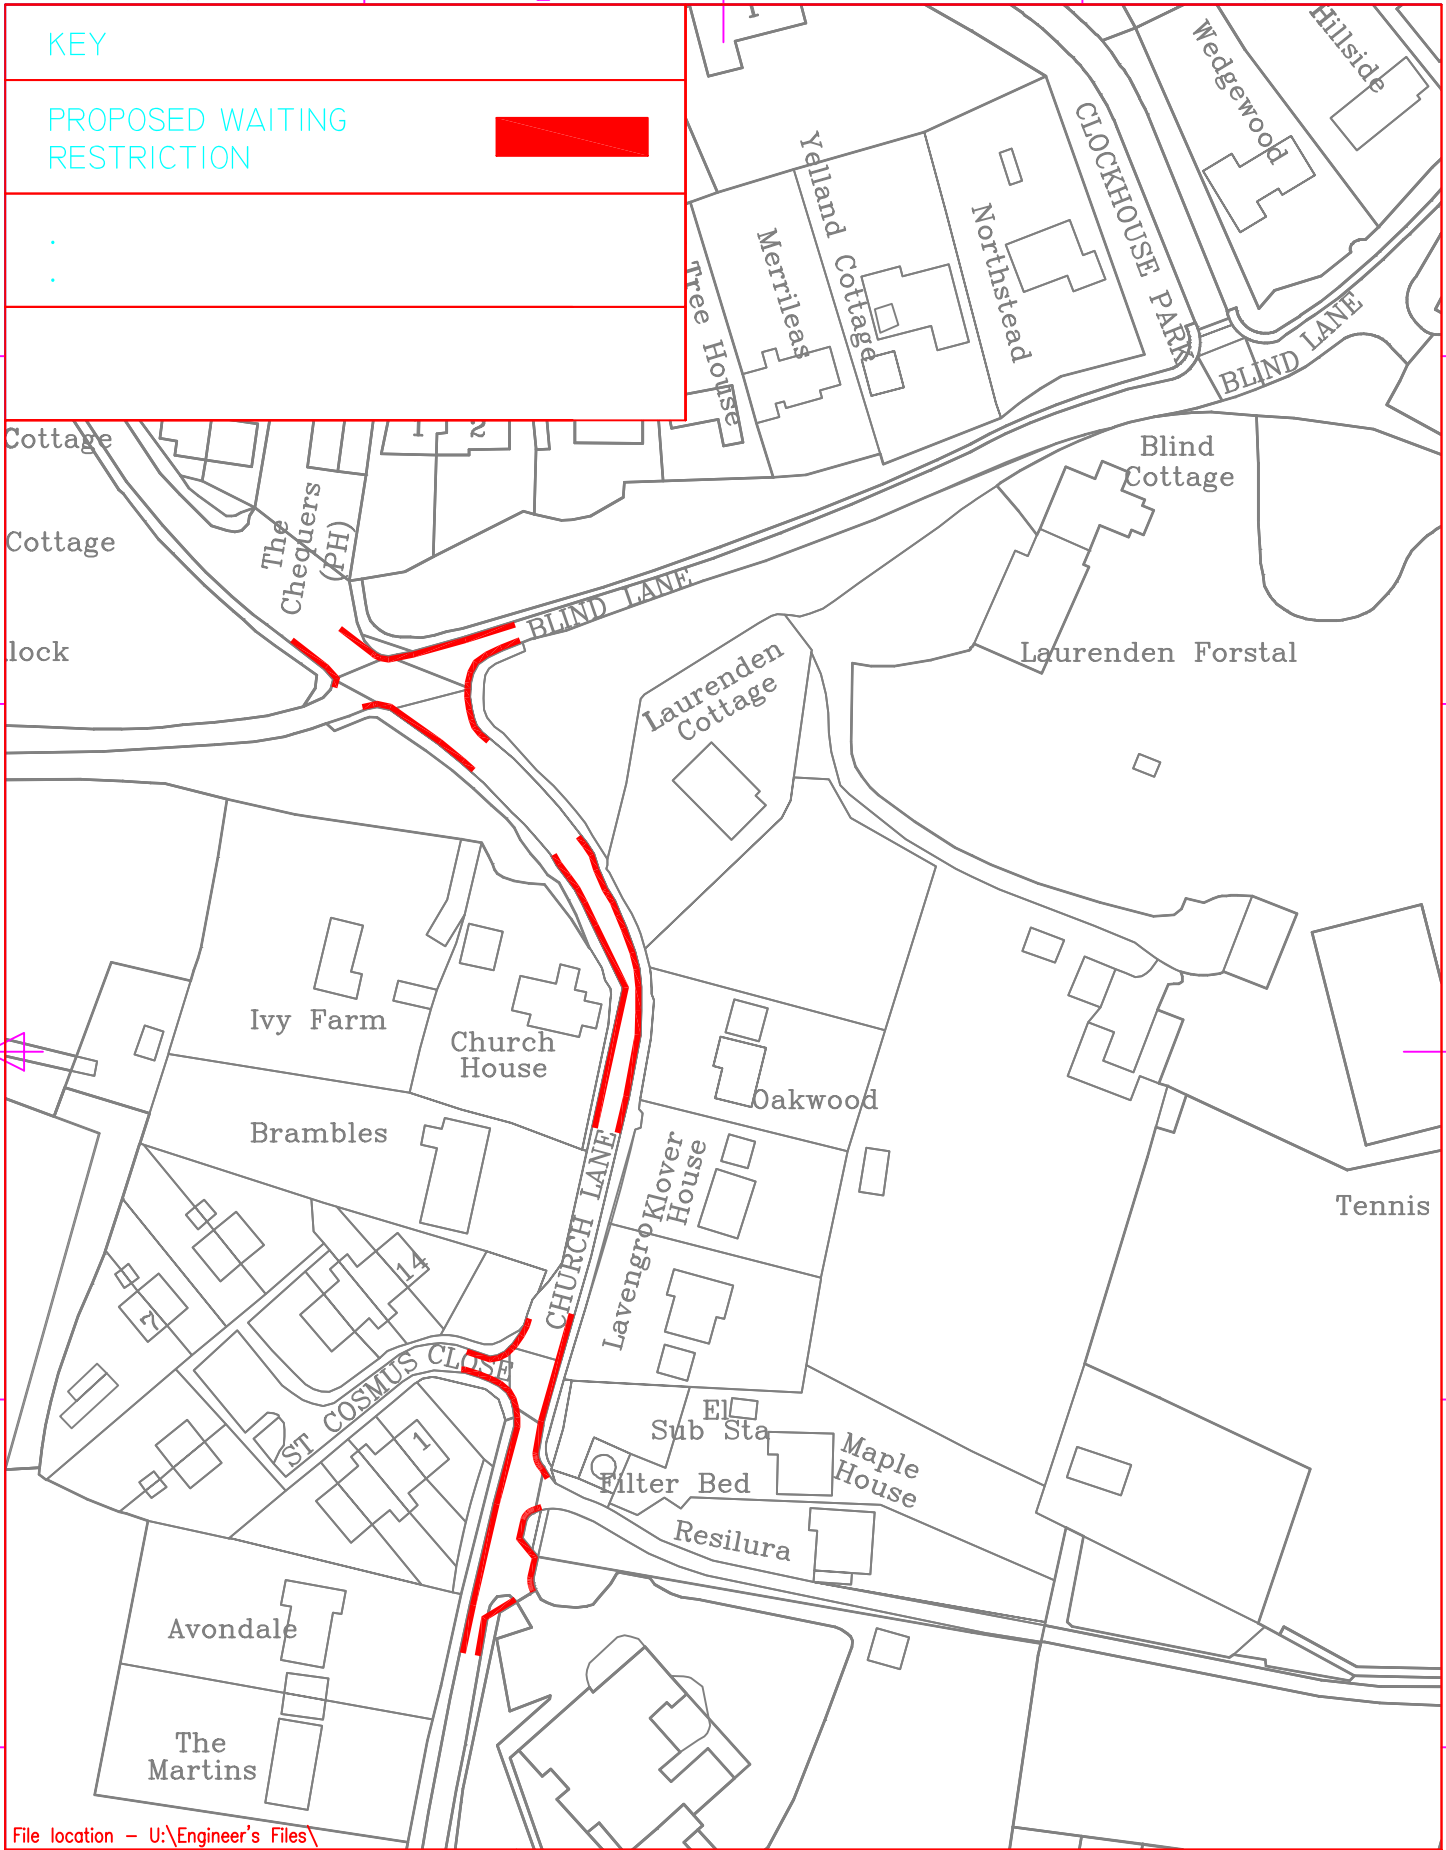 KEY
PROPOSED WAITING
RESTRICTION
.
.
1
Hillside
Wedgewood
CLOCKHOUSE PARK
Yelland Cottage
Northstead
Merrileas
Tree House
BLIND LANE
Cottage
1
2
Blind
Cottage
The
Chequers
(PH)
Cottage
BLIND LANE
lock
Laurenden Forstal
Laurenden
Cottage
Ivy Farm
Church
House
Oakwood
Brambles
Klover
House
CHURCH LANE
Tennis
Lavengro
14
7
ST COSMUS CLOSE
1
El
Sub Sta
Maple
House
Filter Bed
Resilura
Avondale
The
Martins
File location - U:\Engineer's Files\